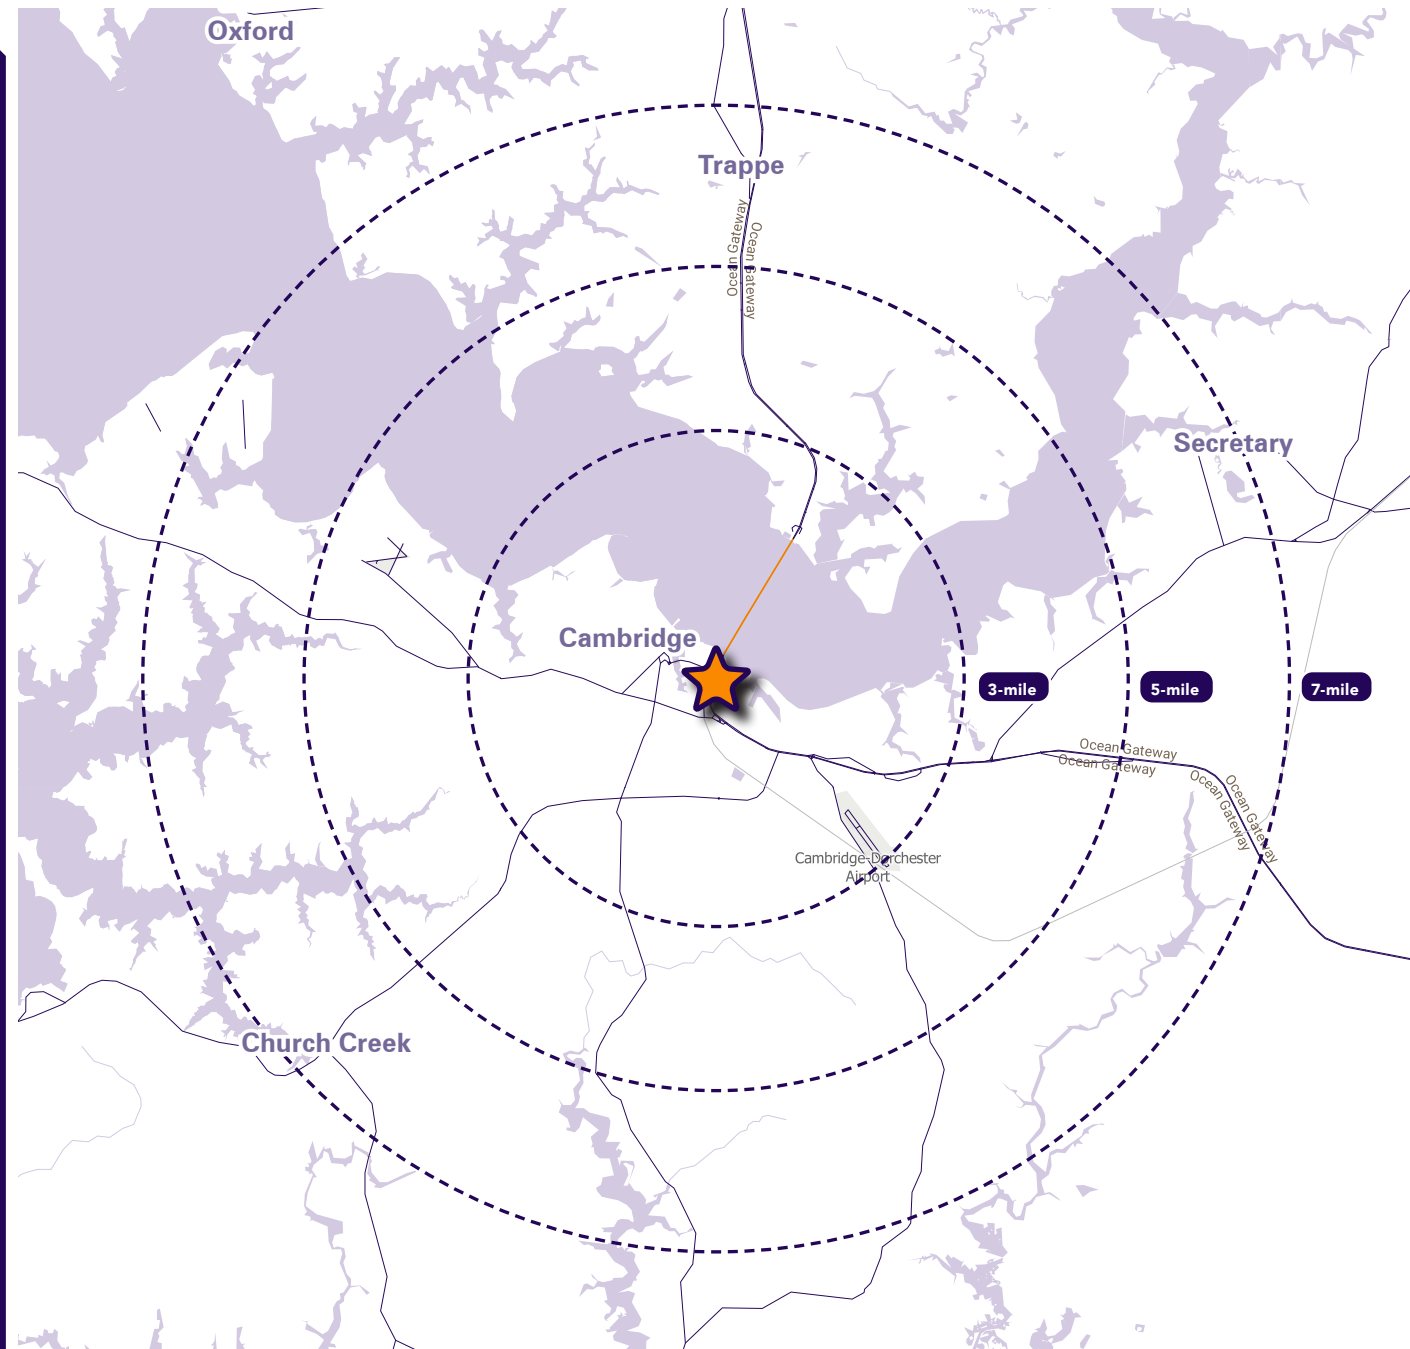 Oxford
Trappe
Ocean Gateway
Ocean Gateway
Secretary
Cambridge
3-mile
5-mile
7-mile
Ocean Gateway
Ocean Gateway
Ocean Gateway
Ocean Gateway
Cambridge-Dorchester
Airport
Church Creek